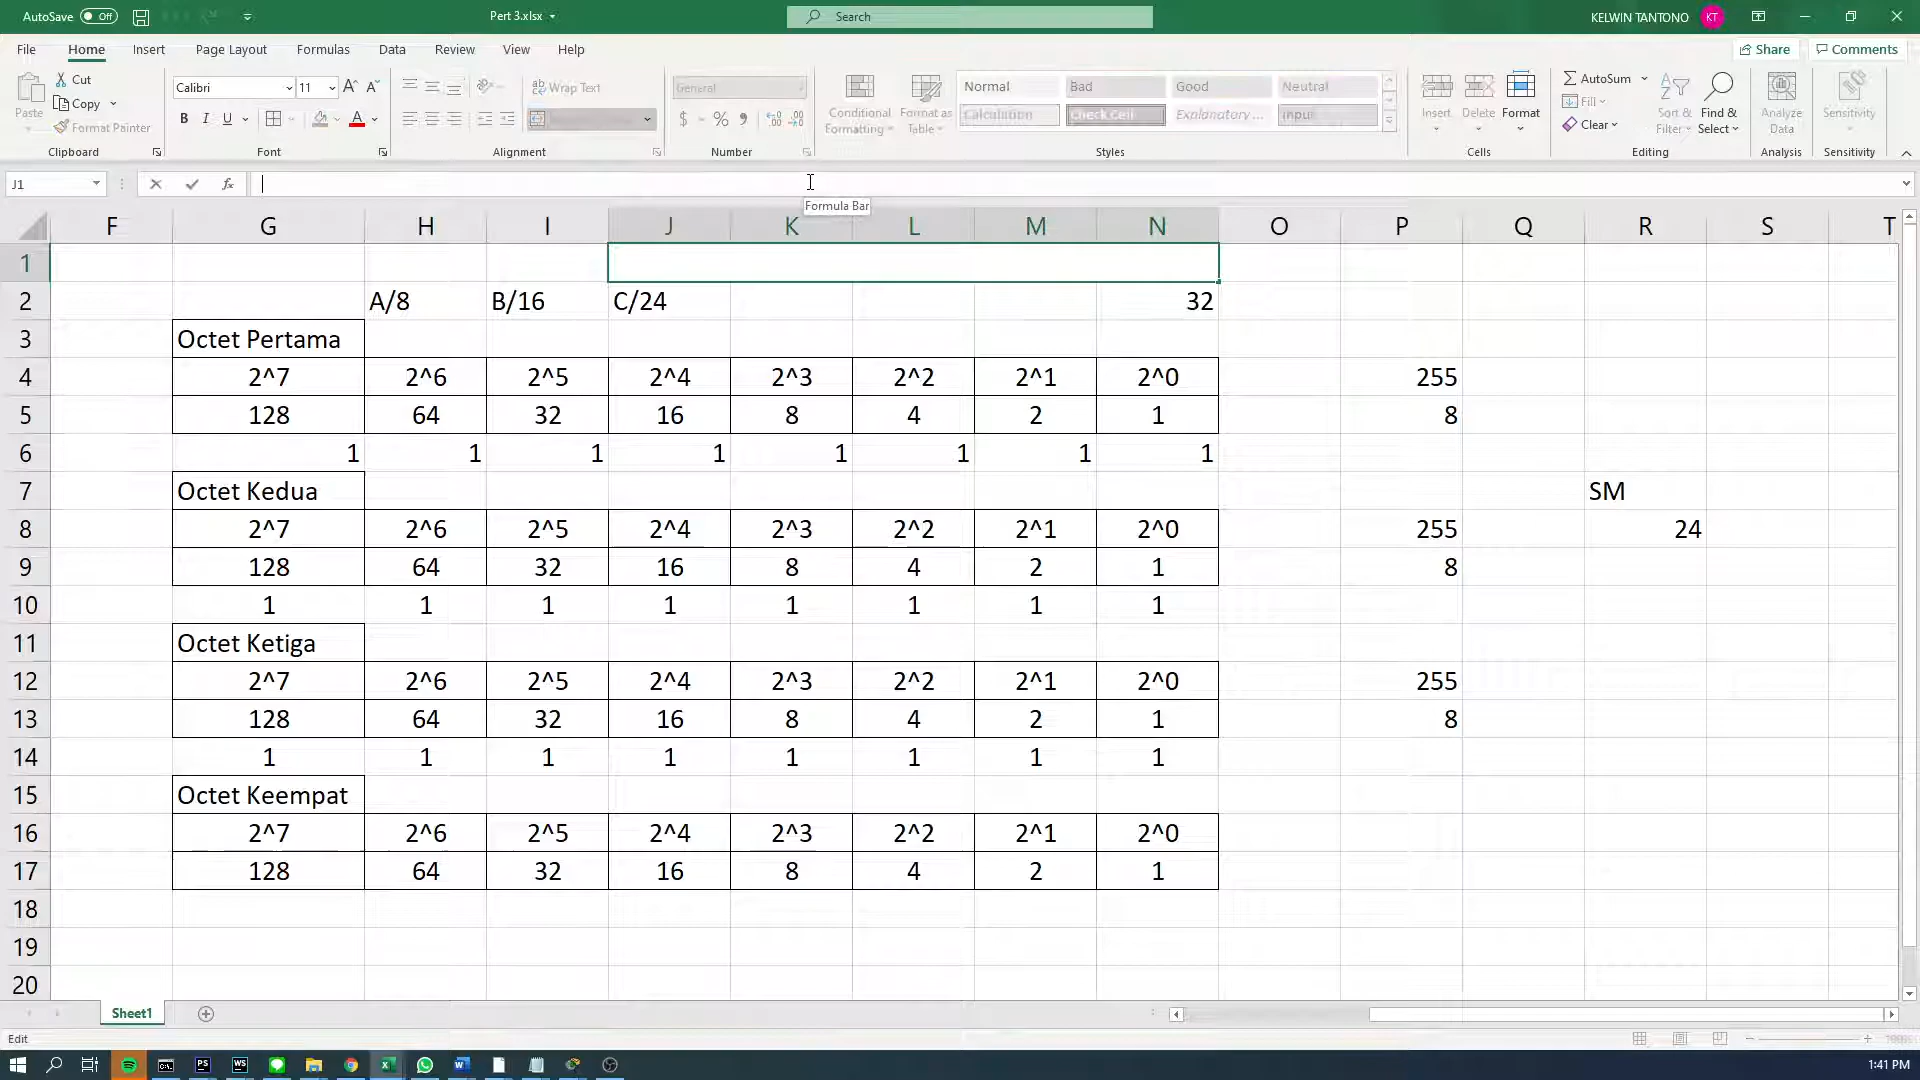 AutoSave Off Pert 3.xlsx Search KELWIN TANTONO KT
File Home Insert Page Layout Formulas Data Review View Help Share Comments
Paste Cut Copy Format Painter Clipboard
Calibri 11 B I U A Font
Wrap Text Alignment
General $ % Number
Conditional Formatting Format as Table Normal Bad Good Neutral
Calculation Check Cell Explanatory ... Input Styles
Insert Delete Format Cells
AutoSum Fill Clear Sort & Filter Find & Select Editing
Analyze Data Analysis
Sensitivity Sensitivity
J1 fx
Formula Bar
F G H I J K L M N O P Q R S T
1
2 A/8 B/16 C/24 32
3 Octet Pertama
4 2^7 2^6 2^5 2^4 2^3 2^2 2^1 2^0 255
5 128 64 32 16 8 4 2 1 8
6 1 1 1 1 1 1 1 1
7 Octet Kedua SM
8 2^7 2^6 2^5 2^4 2^3 2^2 2^1 2^0 255 24
9 128 64 32 16 8 4 2 1 8
10 1 1 1 1 1 1 1 1
11 Octet Ketiga
12 2^7 2^6 2^5 2^4 2^3 2^2 2^1 2^0 255
13 128 64 32 16 8 4 2 1 8
14 1 1 1 1 1 1 1 1
15 Octet Keempat
16 2^7 2^6 2^5 2^4 2^3 2^2 2^1 2^0
17 128 64 32 16 8 4 2 1
18
19
20
Sheet1
Edit
1:41 PM